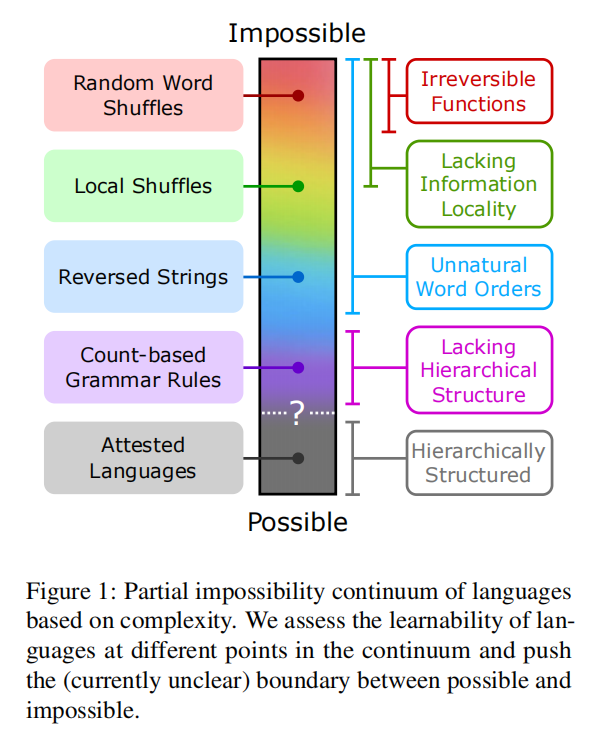 Impossible
Random Word
Shuffles
Local Shuffles
Reversed Strings
Count-based
Grammar Rules
Attested
Languages
?
Irreversible
Functions
Lacking
Information
Locality
Unnatural
Word Orders
Lacking
Hierarchical
Structure
Hierarchically
Structured
Possible
Figure 1: Partial impossibility continuum of languages
based on complexity. We assess the learnability of lan-
guages at different points in the continuum and push
the (currently unclear) boundary between possible and
impossible.